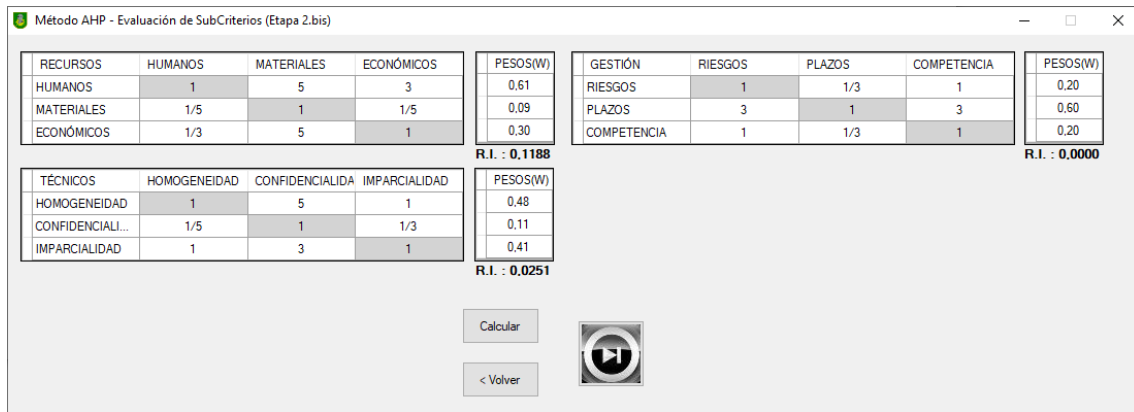 Método AHP - Evaluación de SubCriterios (Etapa 2.bis)
RECURSOS HUMANOS MATERIALES ECONÓMICOS PESOS(W)
HUMANOS 1 5 3 0,61
MATERIALES 1/5 1 1/5 0,09
ECONÓMICOS 1/3 5 1 0,30
R.I. : 0,1188
GESTIÓN RIESGOS PLAZOS COMPETENCIA PESOS(W)
RIESGOS 1 1/3 1 0,20
PLAZOS 3 1 3 0,60
COMPETENCIA 1 1/3 1 0,20
R.I. : 0,0000
TÉCNICOS HOMOGENEIDAD CONFIDENCIALIDA IMPARCIALIDAD PESOS(W)
HOMOGENEIDAD 1 5 1 0,48
CONFIDENCIALI... 1/5 1 1/3 0,11
IMPARCIALIDAD 1 3 1 0,41
R.I. : 0,0251
Calcular
< Volver